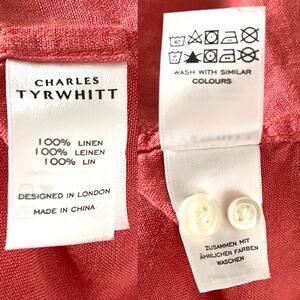 CHARLES
TYRWHITT
100% LINEN
100% LEINEN
100% LIN
DESIGNED IN LONDON
MADE IN CHINA
WASH WITH SIMILAR
COLOURS
ZUSAMMEN MIT
ÄHNLICHEN FARBEN
WASCHEN